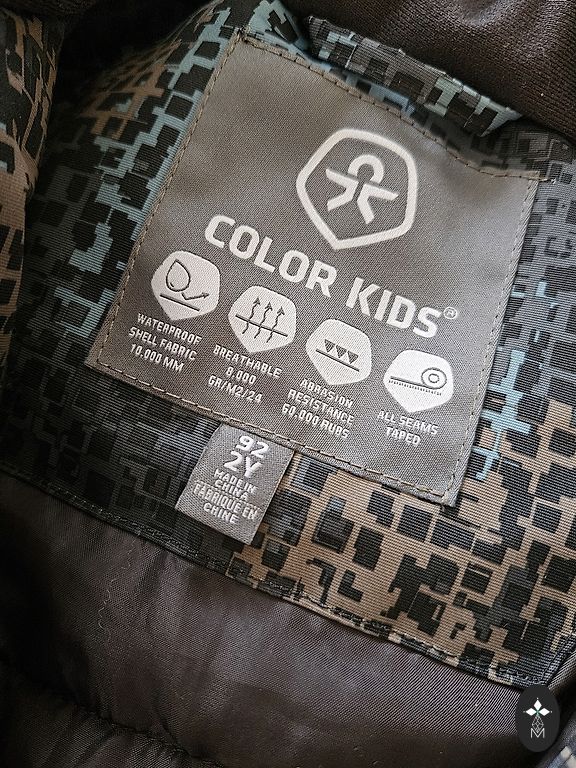 COLOR KIDS®
WATERPROOF
SHELL FABRIC
10.000 MM
BREATHABLE
8.000
GR/M2/24
ABRASION
RESISTANCE
60.000 RUBS
ALL SEAMS
TAPED
92
2Y
MADE IN
CHINA
FABRIQUÉ EN
CHINE
M